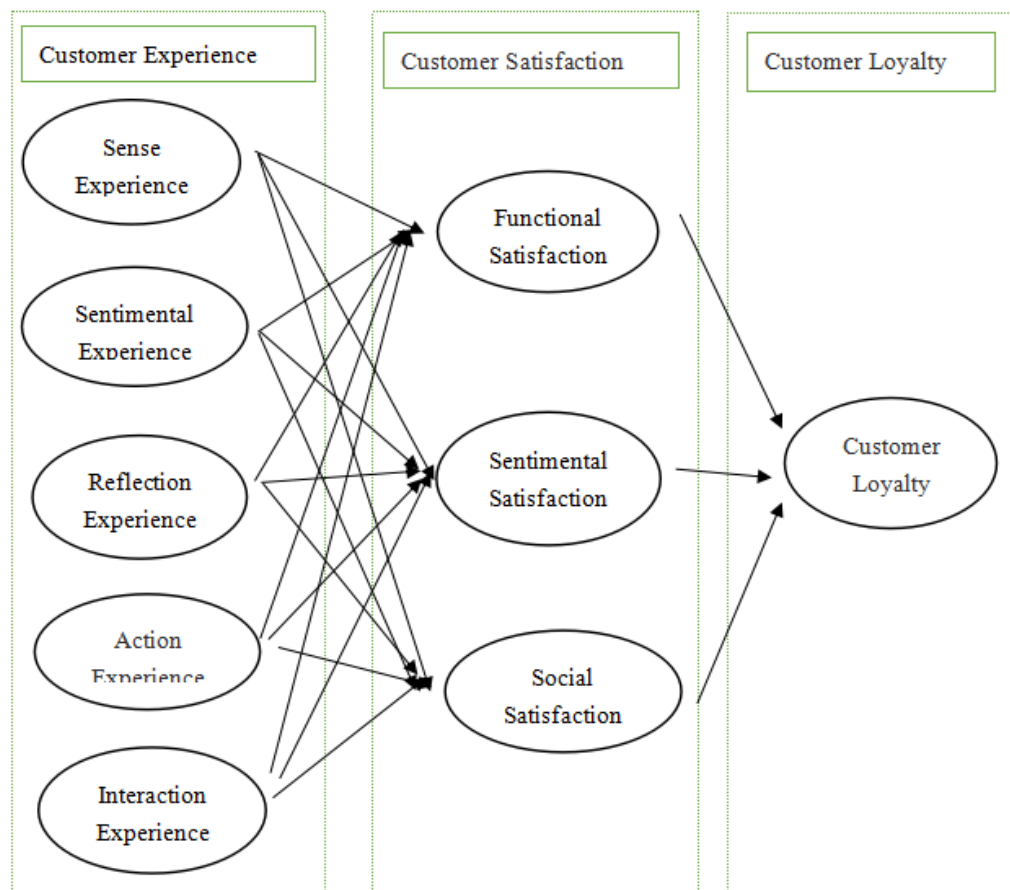 Customer Experience
Customer Satisfaction
Customer Loyalty
Sense
Experience
Sentimental
Experience
Reflection
Experience
Action
Experience
Interaction
Experience
Functional
Satisfaction
Sentimental
Satisfaction
Social
Satisfaction
Customer
Loyalty